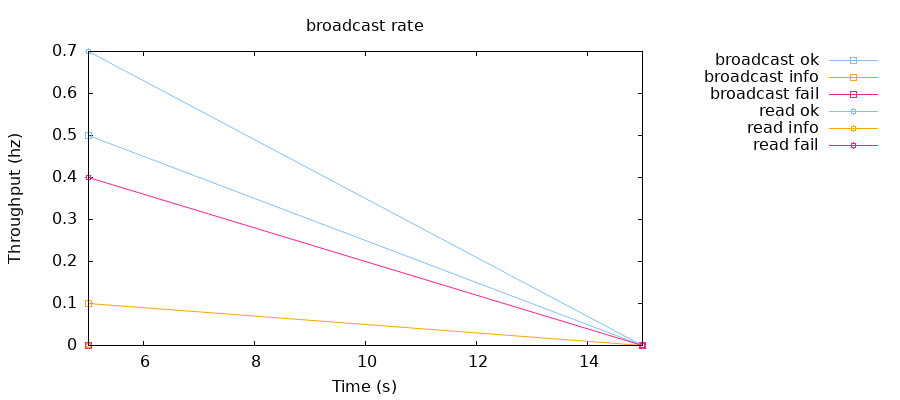 broadcast rate
0.7
0.6
0.5
0.4
0.3
0.2
0.1
0
Throughput (hz)
6 8 10 12 14
Time (s)
broadcast ok
broadcast info
broadcast fail
read ok
read info
read fail